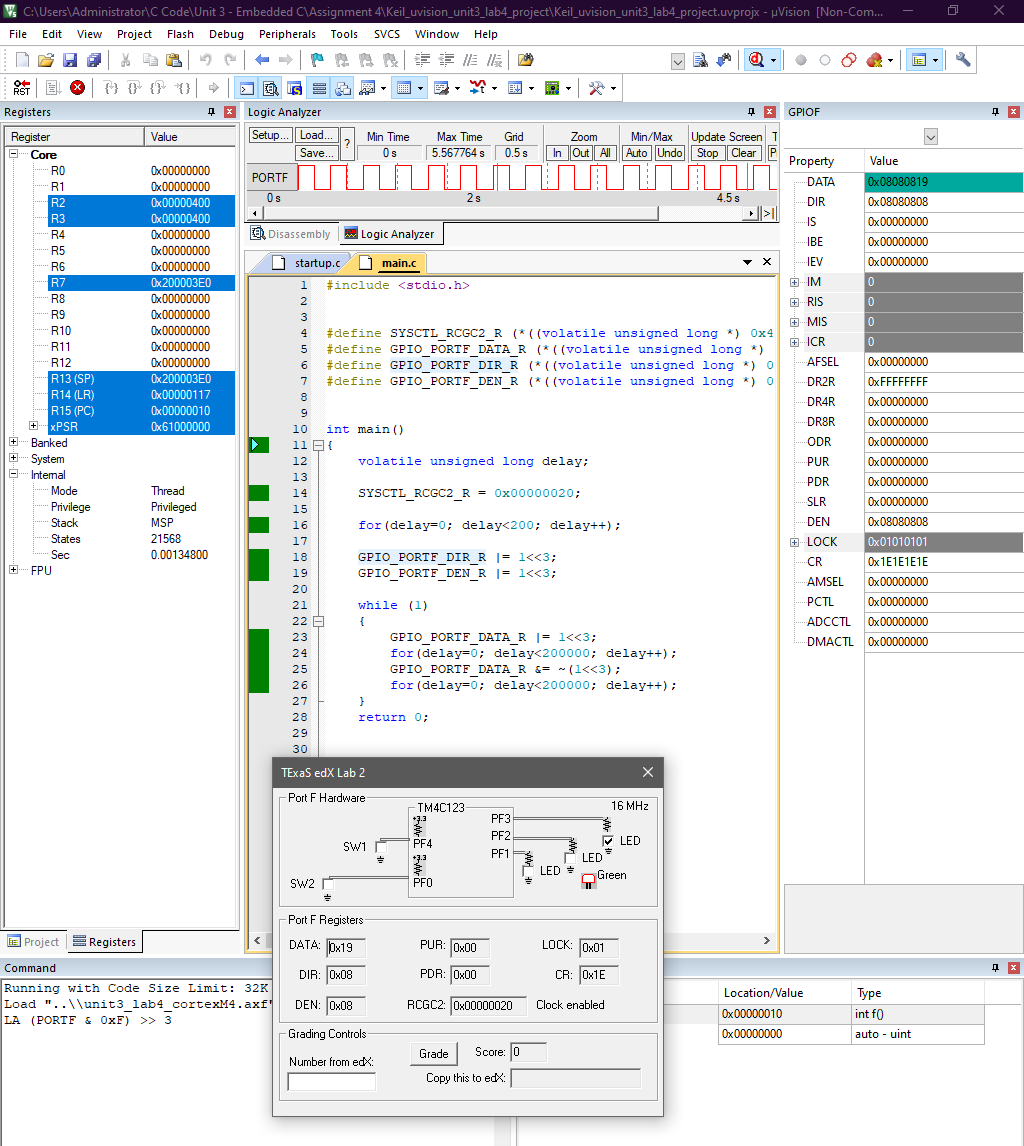 C:\Users\Administrator\C Code\Unit 3 - Embedded C\Assignment 4\Keil_uvision_unit3_lab4_project\Keil_uvision_unit3_lab4_project.uvprojx - µVision [Non-Com...
File Edit View Project Flash Debug Peripherals Tools SVCS Window Help
RST
Registers
Register Value
Core
R0 0x00000000
R1 0x00000000
R2 0x00000400
R3 0x00000400
R4 0x00000000
R5 0x00000000
R6 0x00000000
R7 0x200003E0
R8 0x00000000
R9 0x00000000
R10 0x00000000
R11 0x00000000
R12 0x00000000
R13 (SP) 0x200003E0
R14 (LR) 0x00000117
R15 (PC) 0x00000010
xPSR 0x61000000
Banked
System
Internal
Mode Thread
Privilege Privileged
Stack MSP
States 21568
Sec 0.00134800
FPU
Project Registers
Logic Analyzer
Setup... Load... Save... ?
Min Time Max Time Grid Zoom Min/Max Update Screen T
0 s 5.567764 s 0.5 s In Out All Auto Undo Stop Clear P
PORTF
0 s 2 s 4.5 s
Disassembly Logic Analyzer
startup.c main.c
1 #include <stdio.h>
2
3
4 #define SYSCTL_RCGC2_R (*((volatile unsigned long *) 0x4
5 #define GPIO_PORTF_DATA_R (*((volatile unsigned long *)
6 #define GPIO_PORTF_DIR_R (*((volatile unsigned long *) 0
7 #define GPIO_PORTF_DEN_R (*((volatile unsigned long *) 0
8
9
10 int main()
11 {
12 volatile unsigned long delay;
13
14 SYSCTL_RCGC2_R = 0x00000020;
15
16 for(delay=0; delay<200; delay++);
17
18 GPIO_PORTF_DIR_R |= 1<<3;
19 GPIO_PORTF_DEN_R |= 1<<3;
20
21 while (1)
22 {
23 GPIO_PORTF_DATA_R |= 1<<3;
24 for(delay=0; delay<200000; delay++);
25 GPIO_PORTF_DATA_R &= ~(1<<3);
26 for(delay=0; delay<200000; delay++);
27 }
28 return 0;
29
30
GPIOF
Property Value
DATA 0x08080819
DIR 0x08080808
IS 0x00000000
IBE 0x00000000
IEV 0x00000000
IM 0
RIS 0
MIS 0
ICR 0
AFSEL 0x00000000
DR2R 0xFFFFFFFF
DR4R 0x00000000
DR8R 0x00000000
ODR 0x00000000
PUR 0x00000000
PDR 0x00000000
SLR 0x00000000
DEN 0x08080808
LOCK 0x01010101
CR 0x1E1E1E1E
AMSEL 0x00000000
PCTL 0x00000000
ADCCTL 0x00000000
DMACTL 0x00000000
TExaS edX Lab 2
Port F Hardware
TM4C123 16 MHz
+3.3
SW1 PF4
+3.3
SW2 PF0
PF3 LED
PF2 LED
PF1 LED
Green
Port F Registers
DATA: 0x19 PUR: 0x00 LOCK: 0x01
DIR: 0x08 PDR: 0x00 CR: 0x1E
DEN: 0x08 RCGC2: 0x00000020 Clock enabled
Grading Controls
Number from edX: Grade Score: 0
Copy this to edX:
Command
Running with Code Size Limit: 32K
Load "..\\unit3_lab4_cortexM4.axf"
LA (PORTF & 0xF) >> 3
Location/Value Type
0x00000010 int f()
0x00000000 auto - uint